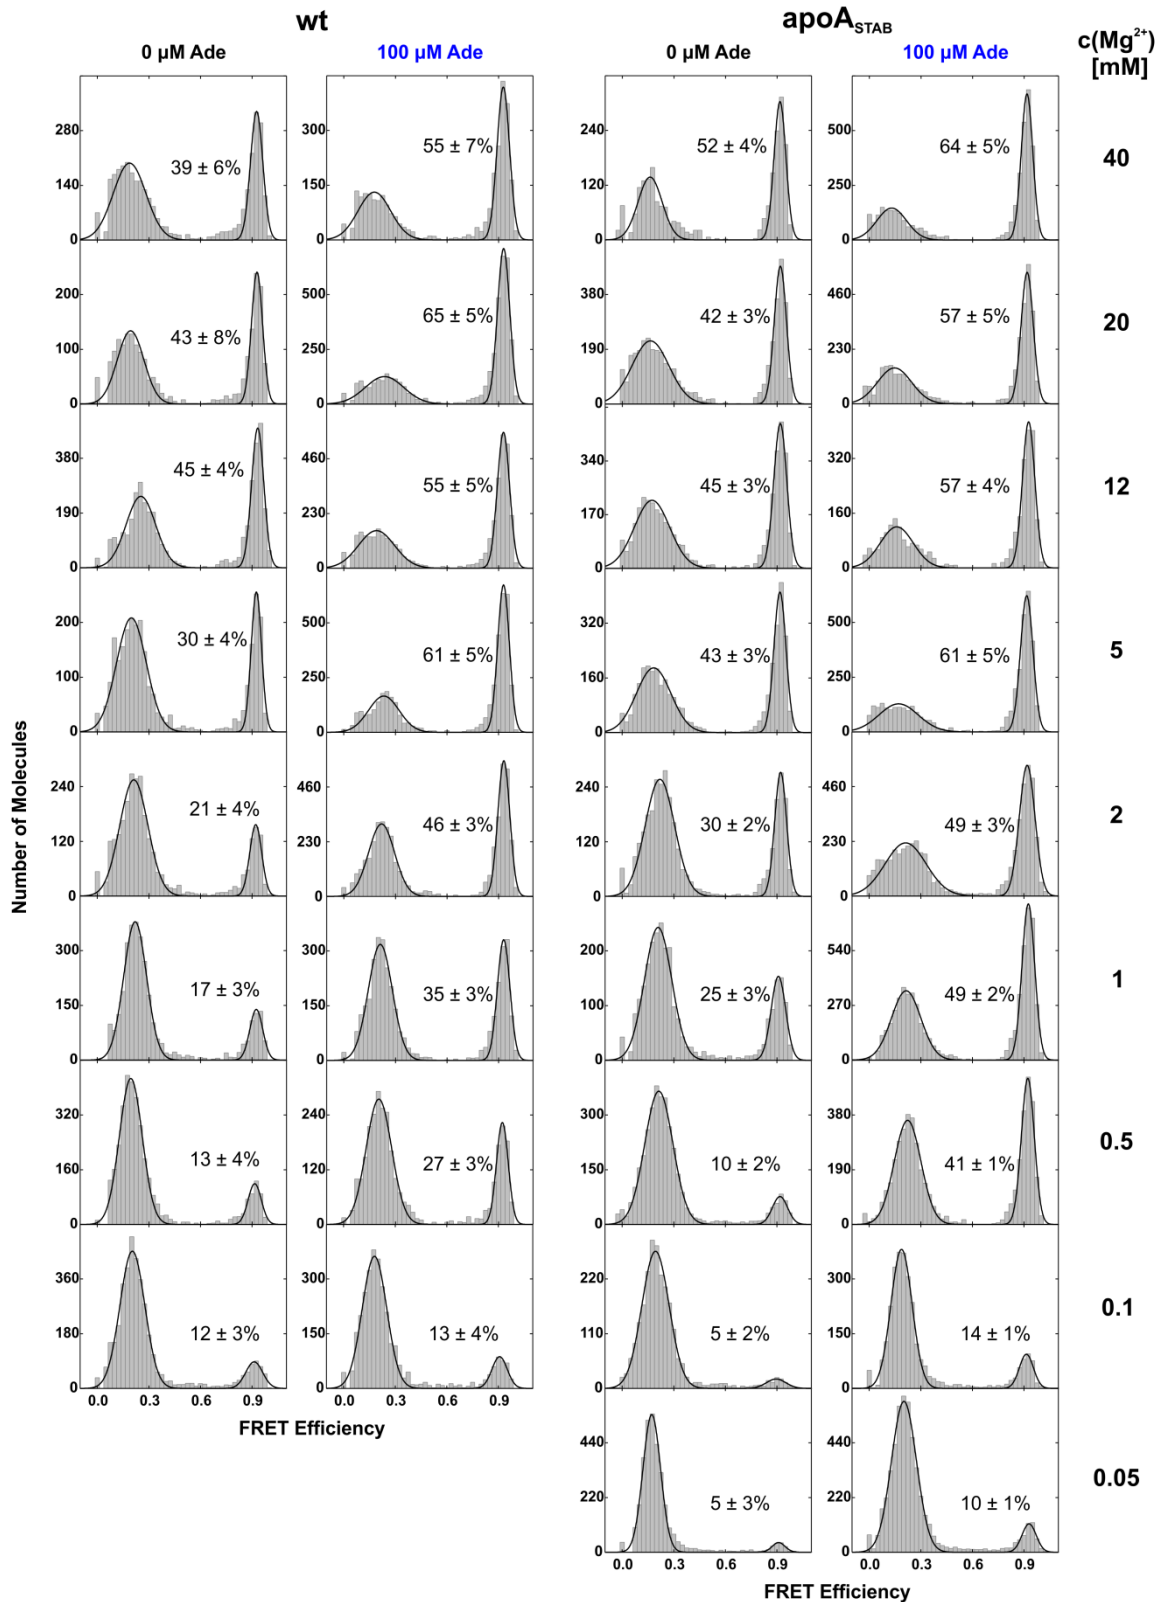 wt
apoA_STAB
c(Mg²⁺)
[mM]
0 µM Ade
100 µM Ade
0 µM Ade
100 µM Ade
280
140
0
39 ± 6%
300
150
0
55 ± 7%
240
120
0
52 ± 4%
500
250
0
64 ± 5%
40
200
100
0
43 ± 8%
500
250
0
65 ± 5%
380
190
0
42 ± 3%
460
230
0
57 ± 5%
20
380
190
0
45 ± 4%
460
230
0
55 ± 5%
340
170
0
45 ± 3%
320
160
0
57 ± 4%
12
200
100
0
30 ± 4%
500
250
0
61 ± 5%
320
160
0
43 ± 3%
500
250
0
61 ± 5%
5
240
120
0
21 ± 4%
460
230
0
46 ± 3%
240
120
0
30 ± 2%
460
230
0
49 ± 3%
2
300
150
0
17 ± 3%
300
150
0
35 ± 3%
200
100
0
25 ± 3%
540
270
0
49 ± 2%
1
320
160
0
13 ± 4%
240
120
0
27 ± 3%
300
150
0
10 ± 2%
380
190
0
41 ± 1%
0.5
360
180
0
12 ± 3%
300
150
0
13 ± 4%
220
110
0
5 ± 2%
300
150
0
14 ± 1%
0.1
0.0 0.3 0.6 0.9
0.0 0.3 0.6 0.9
FRET Efficiency
440
220
0
5 ± 3%
440
220
0
10 ± 1%
0.05
0.0 0.3 0.6 0.9
0.0 0.3 0.6 0.9
FRET Efficiency
Number of Molecules